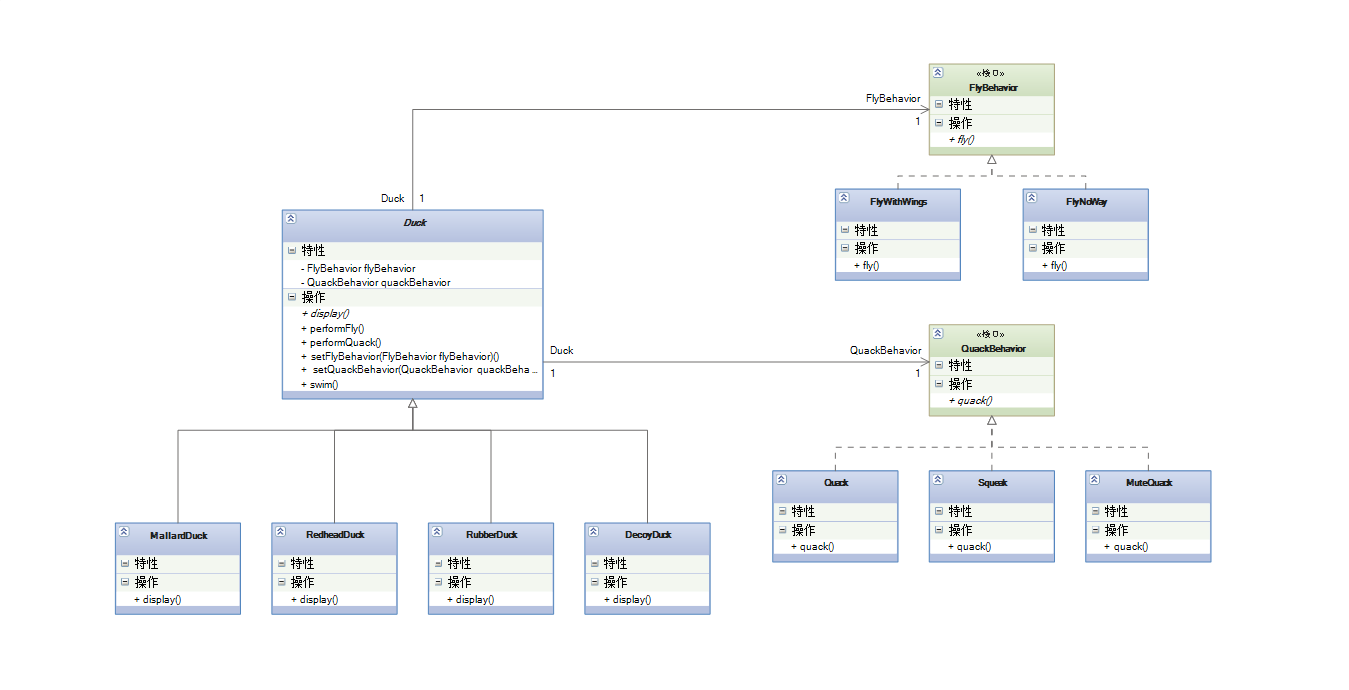 «接口»
FlyBehavior
特性
操作
+ fly()
FlyBehavior
1
Duck 1
FlyWithWings
特性
操作
+ fly()
FlyNoWay
特性
操作
+ fly()
Duck
特性
- FlyBehavior flyBehavior
- QuackBehavior quackBehavior
操作
+ display()
+ performFly()
+ performQuack()
+ setFlyBehavior(FlyBehavior flyBehavior)()
+ setQuackBehavior(QuackBehavior quackBeha ...
+ swim()
Duck
1
QuackBehavior
1
«接口»
QuackBehavior
特性
操作
+ quack()
Quack
特性
操作
+ quack()
Squeak
特性
操作
+ quack()
MuteQuack
特性
操作
+ quack()
MallardDuck
特性
操作
+ display()
RedheadDuck
特性
操作
+ display()
RubberDuck
特性
操作
+ display()
DecoyDuck
特性
操作
+ display()